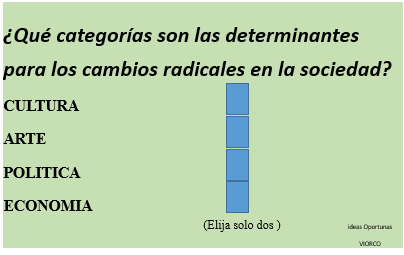 ¿Qué categorías son las determinantes
para los cambios radicales en la sociedad?
CULTURA
ARTE
POLITICA
ECONOMIA
(Elija solo dos )
ideas Oportunas
VIORCO